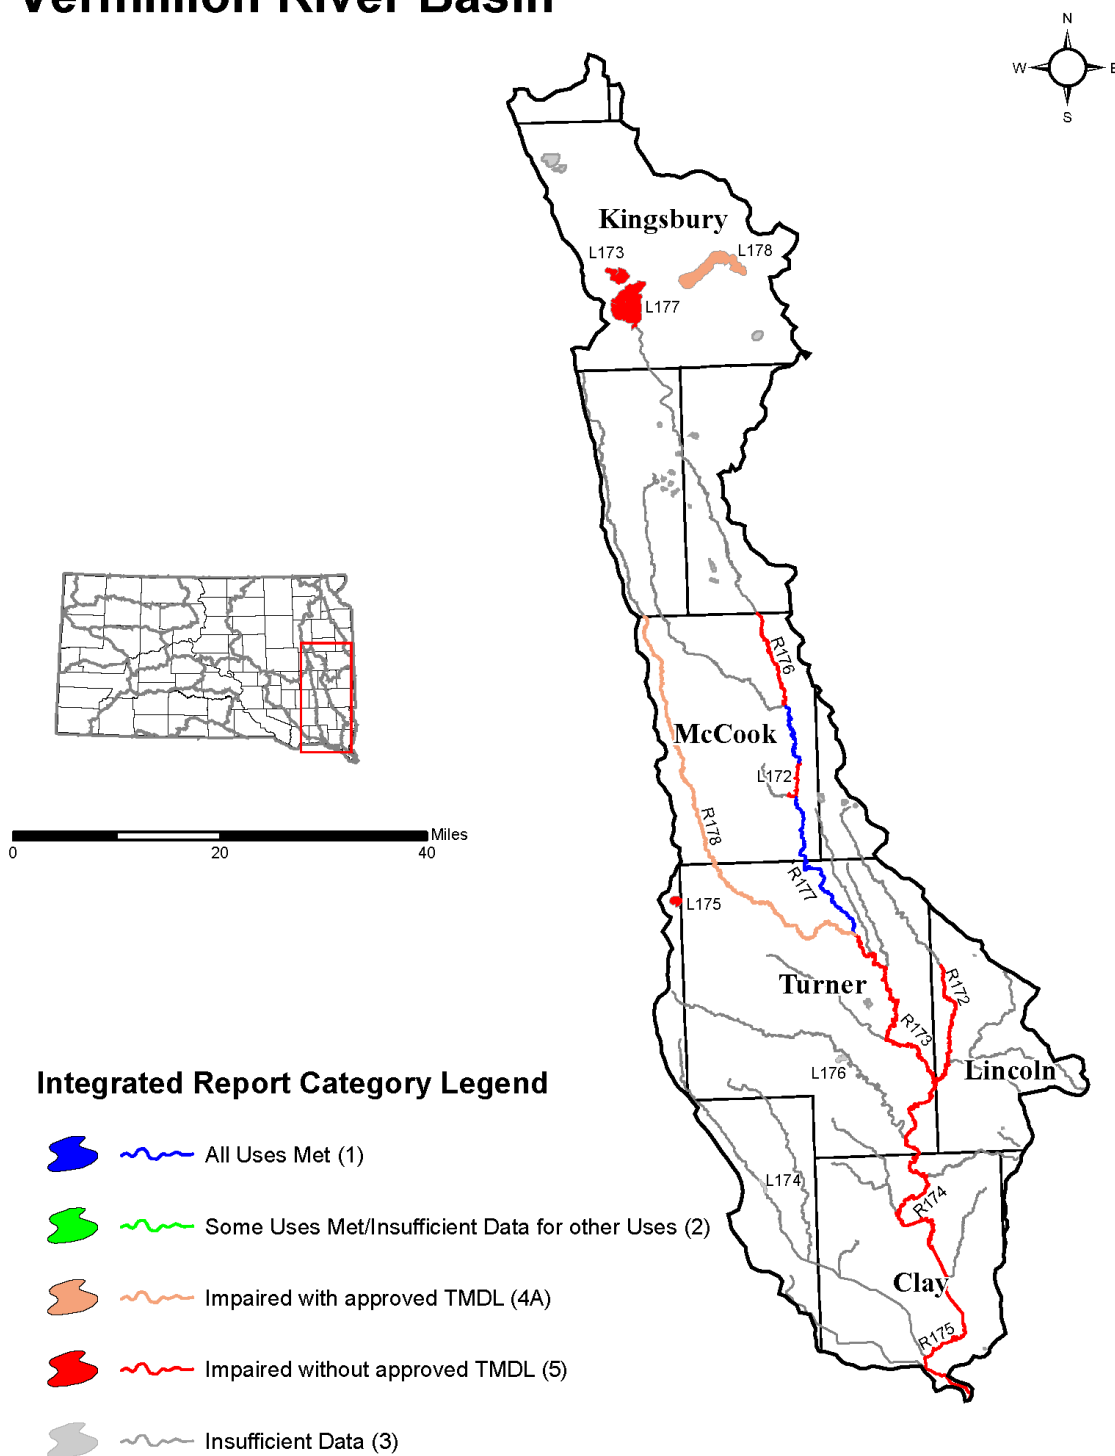 Vermillion River Basin
N
W
E
S
Kingsbury
L173
L178
L177
R176
McCook
L172
R178
R177
L175
Miles
0
20
40
Turner
R172
R173
L176
Lincoln
Integrated Report Category Legend
All Uses Met (1)
L174
R174
Some Uses Met/Insufficient Data for other Uses (2)
Clay
Impaired with approved TMDL (4A)
R175
Impaired without approved TMDL (5)
Insufficient Data (3)